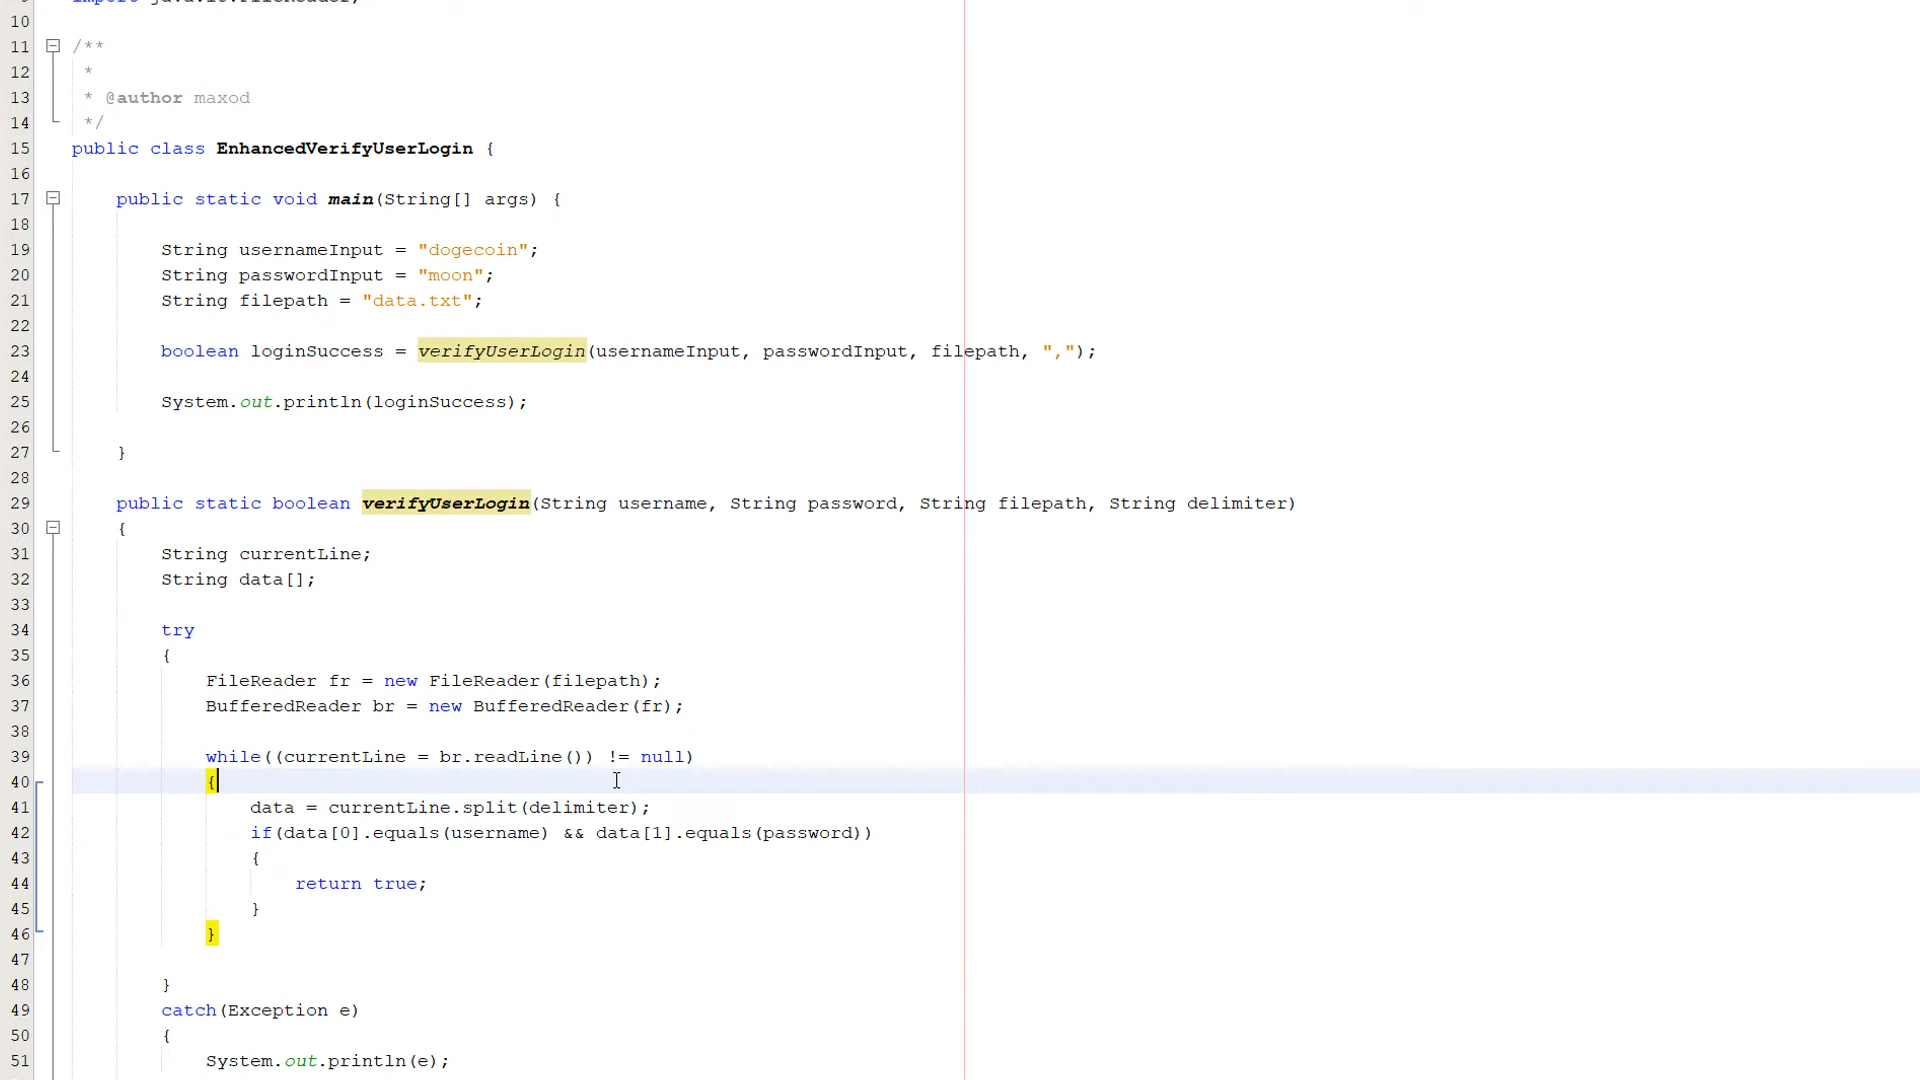 10
11 /**
12 *
13 * @author maxod
14 */
15 public class EnhancedVerifyUserLogin {
16
17 public static void main(String[] args) {
18
19 String usernameInput = "dogecoin";
20 String passwordInput = "moon";
21 String filepath = "data.txt";
22
23 boolean loginSuccess = verifyUserLogin(usernameInput, passwordInput, filepath, ",");
24
25 System.out.println(loginSuccess);
26
27 }
28
29 public static boolean verifyUserLogin(String username, String password, String filepath, String delimiter)
30 {
31 String currentLine;
32 String data[];
33
34 try
35 {
36 FileReader fr = new FileReader(filepath);
37 BufferedReader br = new BufferedReader(fr);
38
39 while((currentLine = br.readLine()) != null)
40 {
41 data = currentLine.split(delimiter);
42 if(data[0].equals(username) && data[1].equals(password))
43 {
44 return true;
45 }
46 }
47
48 }
49 catch(Exception e)
50 {
51 System.out.println(e);